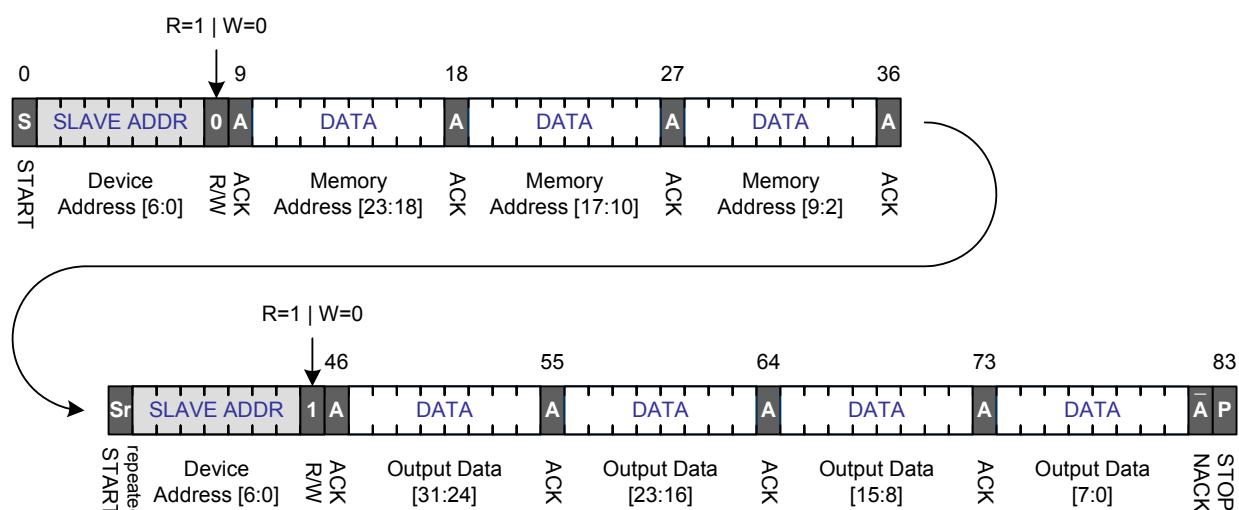 R=1 | W=0
0 9 18 27 36
S SLAVE ADDR 0 A DATA A DATA A DATA A
START Device Address [6:0] R/W ACK Memory Address [23:18] ACK Memory Address [17:10] ACK Memory Address [9:2] ACK
R=1 | W=0
46 55 64 73 83
Sr SLAVE ADDR 1 A DATA A DATA A DATA A DATA Ā P
START Device Address [6:0] R/W ACK Output Data [31:24] ACK Output Data [23:16] ACK Output Data [15:8] ACK Output Data [7:0] NACK STOP